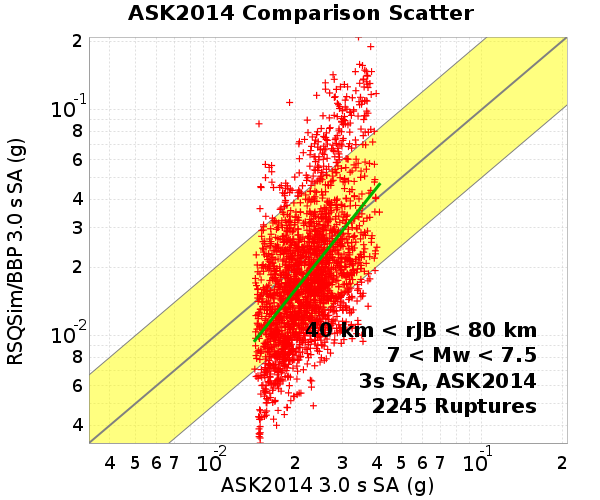 ASK2014 Comparison Scatter
RSQSim/BBP 3.0 s SA (g)
2
10^-1
8
6
4
3
2
10^-2
8
6
4
40 km < rJB < 80 km
7 < Mw < 7.5
3s SA, ASK2014
2245 Ruptures
4 5 6 7 10^-2 2 3 4 5 6 7 10^-1 2
ASK2014 3.0 s SA (g)